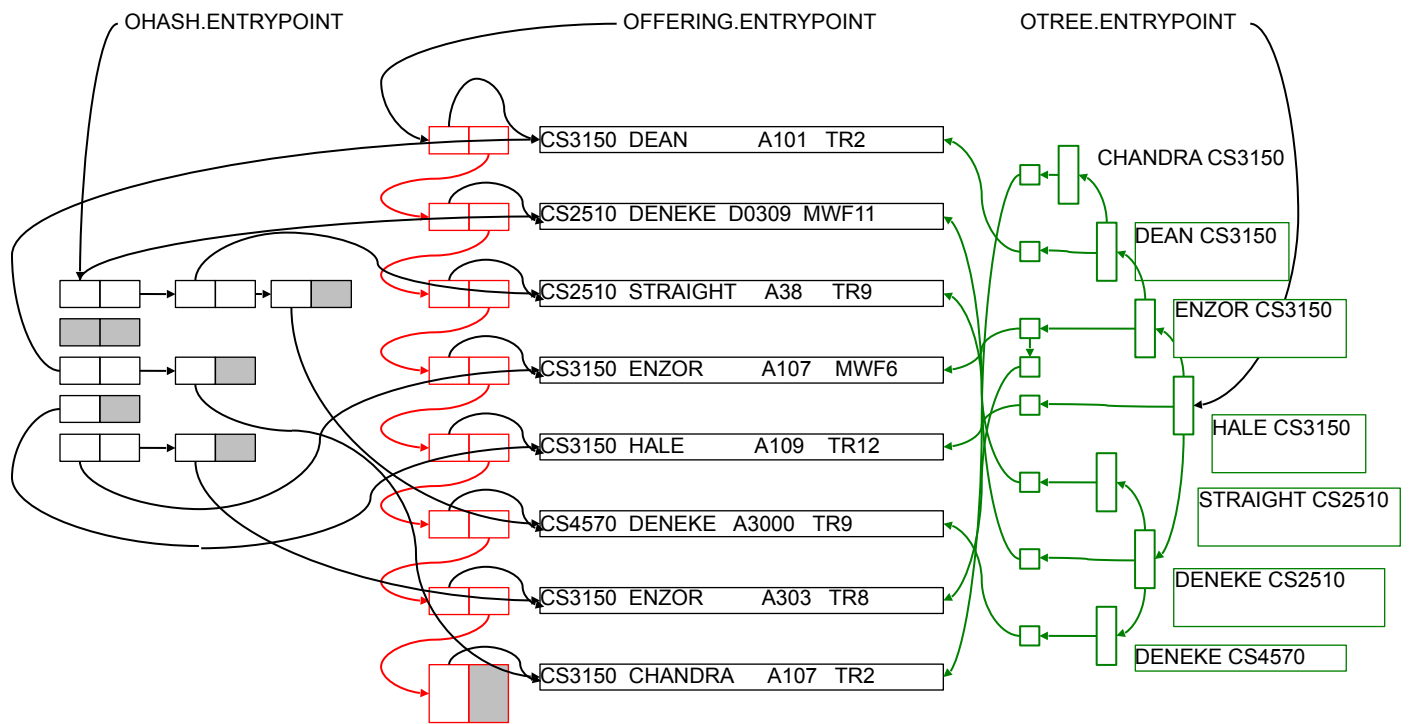 OHASH.ENTRYPOINT OFFERING.ENTRYPOINT OTREE.ENTRYPOINT
CS3150 DEAN A101 TR2
CS2510 DENEKE D0309 MWF11
CS2510 STRAIGHT A38 TR9
CS3150 ENZOR A107 MWF6
CS3150 HALE A109 TR12
CS4570 DENEKE A3000 TR9
CS3150 ENZOR A303 TR8
CS3150 CHANDRA A107 TR2
CHANDRA CS3150
DEAN CS3150
ENZOR CS3150
HALE CS3150
STRAIGHT CS2510
DENEKE CS2510
DENEKE CS4570